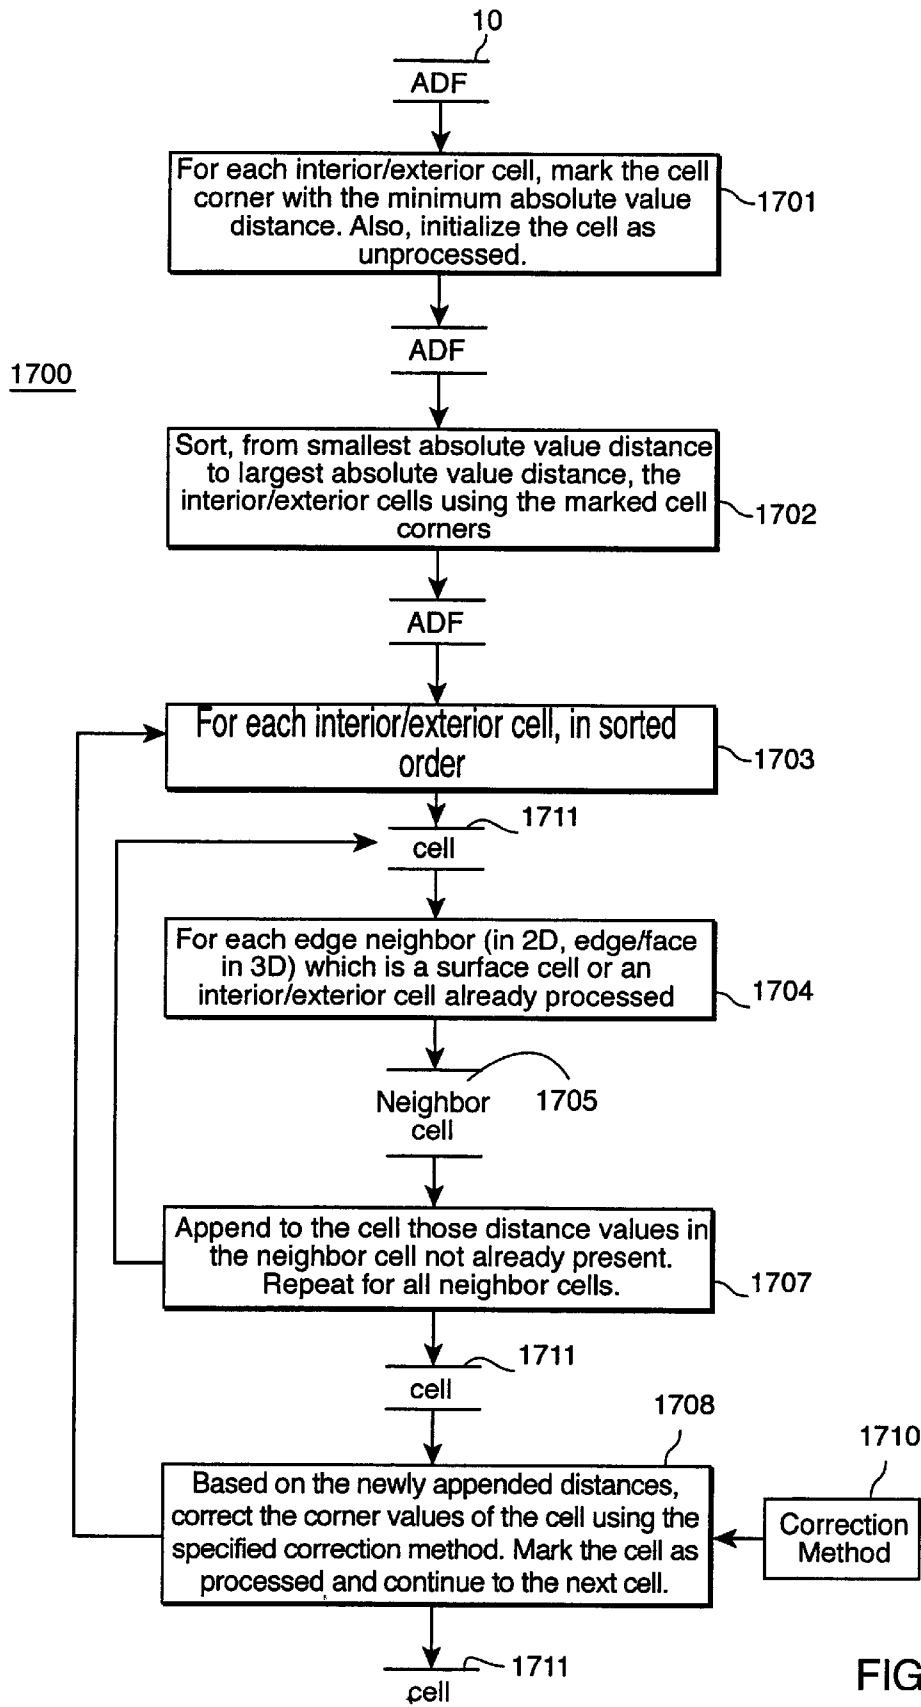 10
ADF
For each interior/exterior cell, mark the cell
corner with the minimum absolute value
distance. Also, initialize the cell as
unprocessed.
1701
ADF
1700
Sort, from smallest absolute value distance
to largest absolute value distance, the
interior/exterior cells using the marked cell
corners
1702
ADF
For each interior/exterior cell, in sorted
order
1703
1711
cell
For each edge neighbor (in 2D, edge/face
in 3D) which is a surface cell or an
interior/exterior cell already processed
1704
Neighbor
cell
1705
Append to the cell those distance values in
the neighbor cell not already present.
Repeat for all neighbor cells.
1707
1711
cell
1708
1710
Based on the newly appended distances,
correct the corner values of the cell using the
specified correction method. Mark the cell as
processed and continue to the next cell.
Correction
Method
1711
cell
FIG